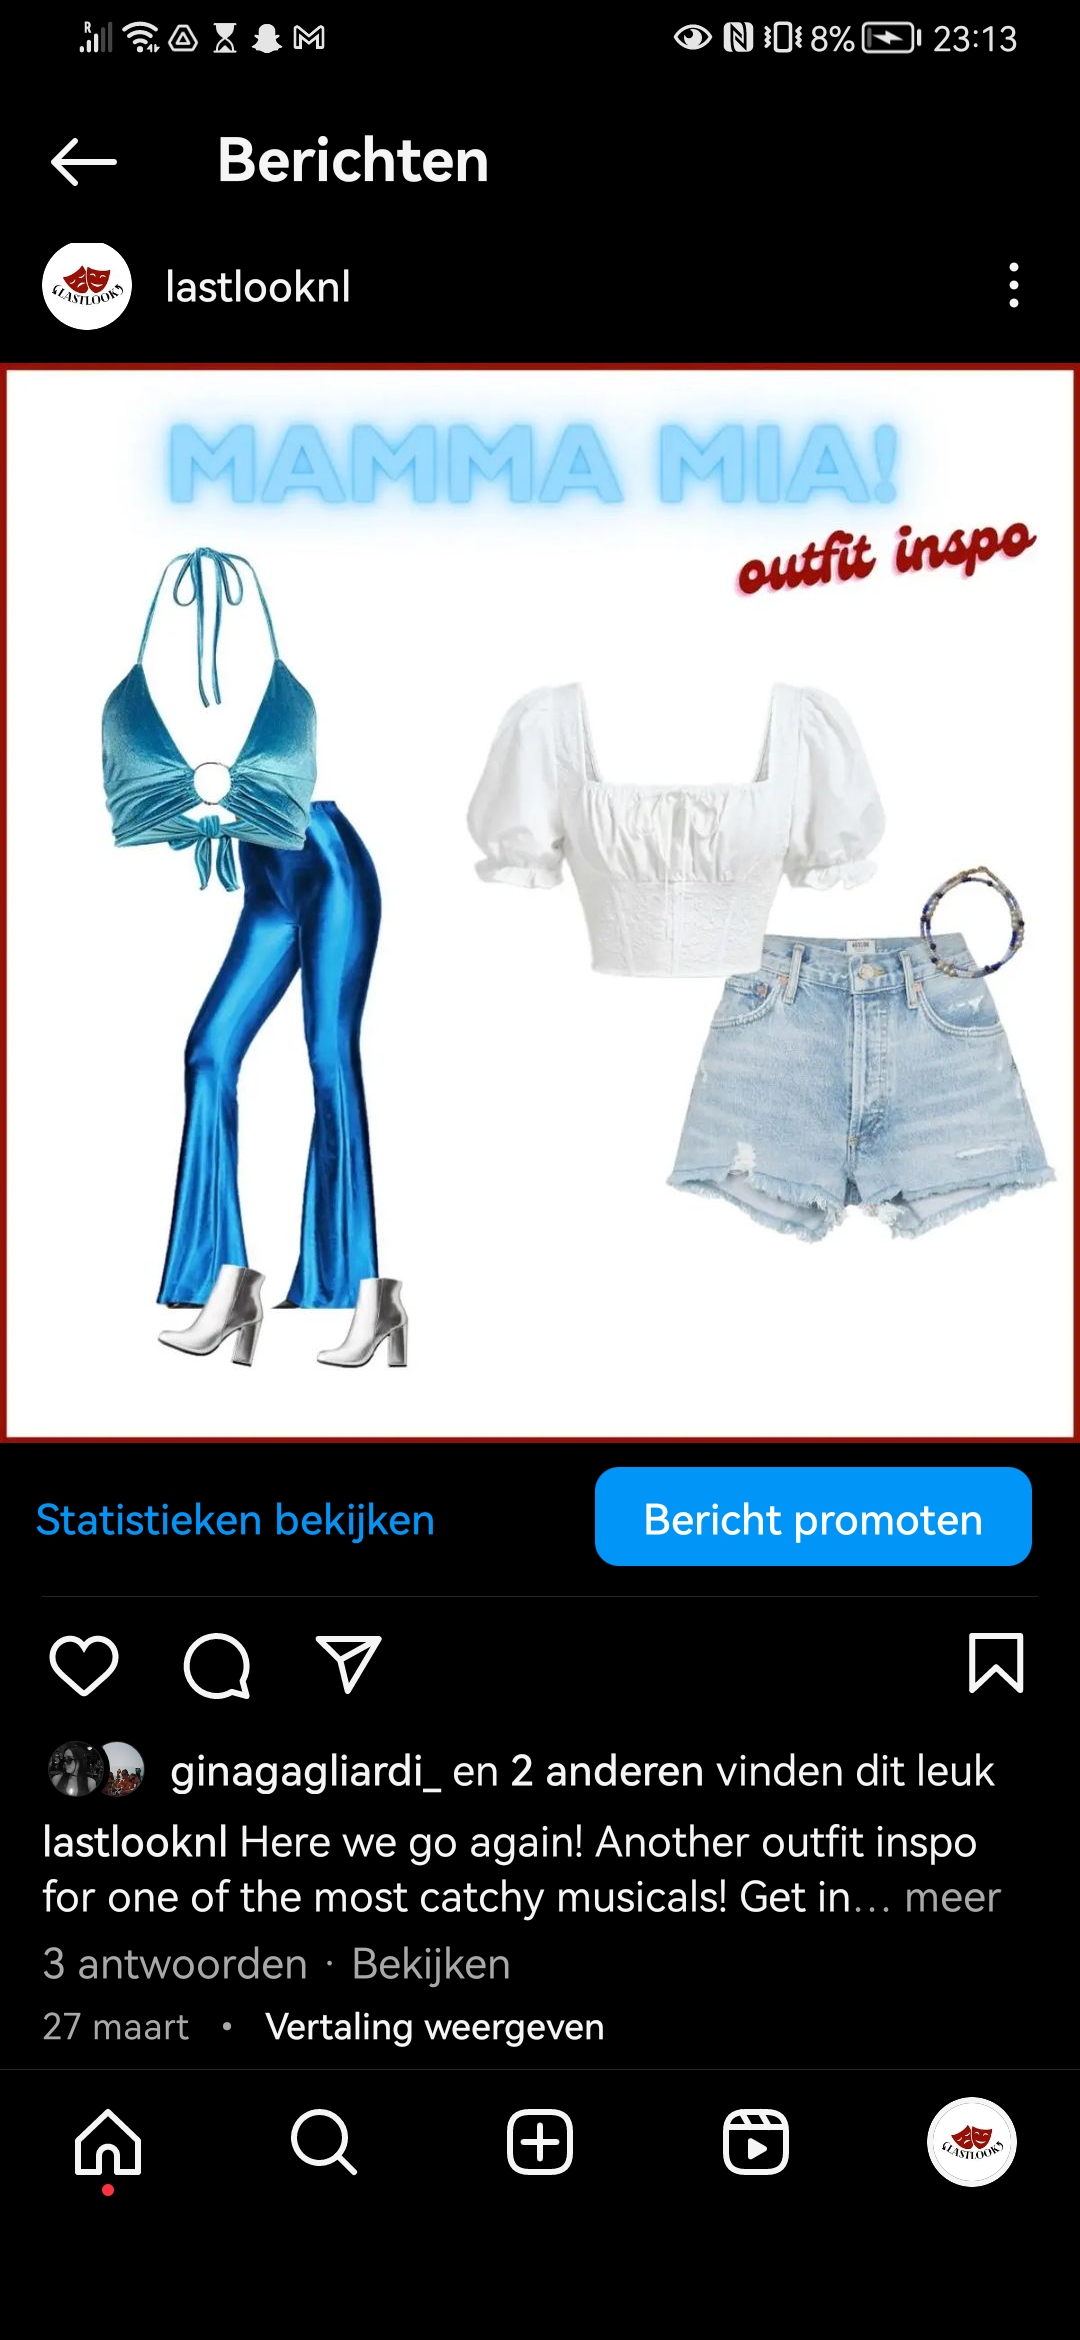 R 8% 23:13
Berichten
LASTLOOK
lastlooknl
MAMMA MIA!
outfit inspo
Statistieken bekijken
Bericht promoten
ginagagliardi_ en 2 anderen vinden dit leuk
lastlooknl Here we go again! Another outfit inspo
for one of the most catchy musicals! Get in... meer
3 antwoorden · Bekijken
27 maart • Vertaling weergeven
LASTLOOK